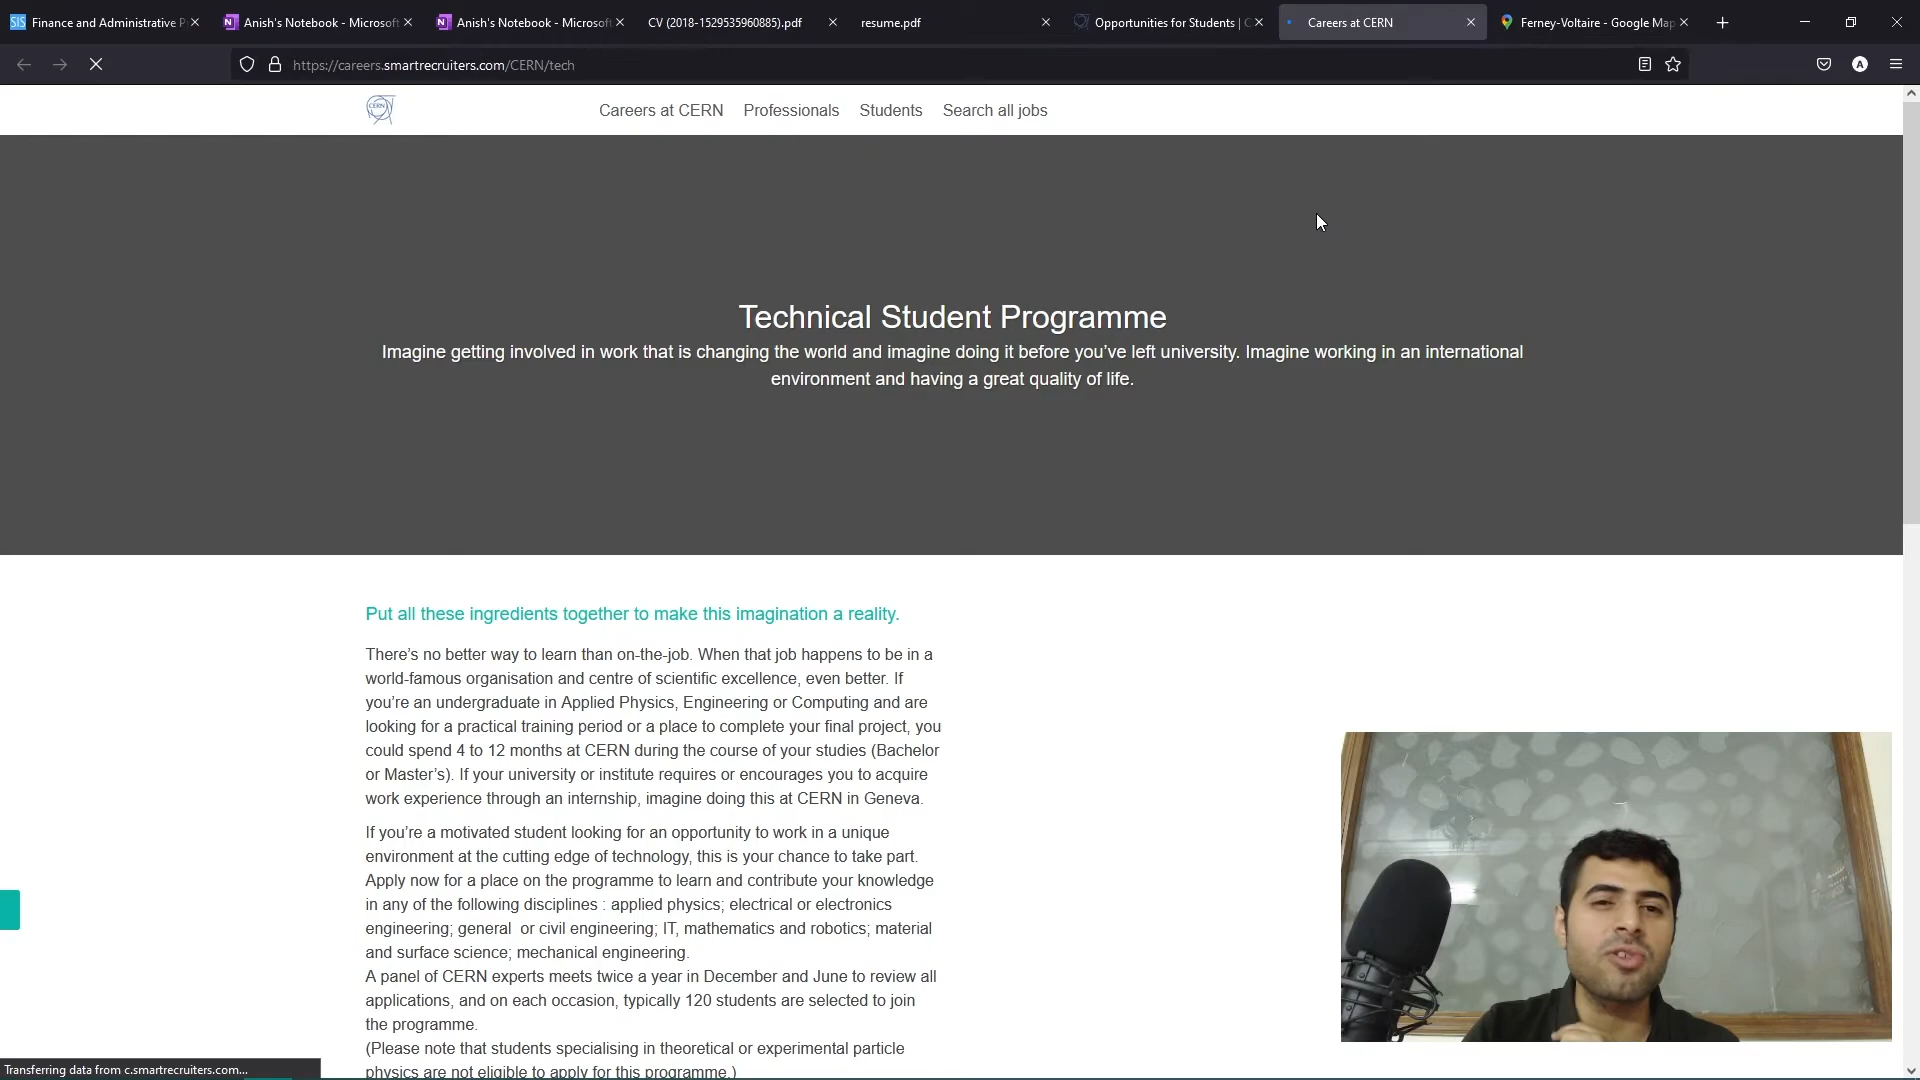 Finance and Administrative P
Anish's Notebook - Microsoft
Anish's Notebook - Microsoft
CV (2018-1529535960885).pdf
resume.pdf
Opportunities for Students | C
Careers at CERN
Ferney-Voltaire - Google Map
https://careers.smartrecruiters.com/CERN/tech
A
CERN
Careers at CERN
Professionals
Students
Search all jobs
Technical Student Programme
Imagine getting involved in work that is changing the world and imagine doing it before you’ve left university. Imagine working in an international
environment and having a great quality of life.
Put all these ingredients together to make this imagination a reality.
There’s no better way to learn than on-the-job. When that job happens to be in a
world-famous organisation and centre of scientific excellence, even better. If
you’re an undergraduate in Applied Physics, Engineering or Computing and are
looking for a practical training period or a place to complete your final project, you
could spend 4 to 12 months at CERN during the course of your studies (Bachelor
or Master’s). If your university or institute requires or encourages you to acquire
work experience through an internship, imagine doing this at CERN in Geneva.
If you’re a motivated student looking for an opportunity to work in a unique
environment at the cutting edge of technology, this is your chance to take part.
Apply now for a place on the programme to learn and contribute your knowledge
in any of the following disciplines : applied physics; electrical or electronics
engineering; general  or civil engineering; IT, mathematics and robotics; material
and surface science; mechanical engineering.
A panel of CERN experts meets twice a year in December and June to review all
applications, and on each occasion, typically 120 students are selected to join
the programme.
(Please note that students specialising in theoretical or experimental particle
physics are not eligible to apply for this programme.)
Transferring data from c.smartrecruiters.com...